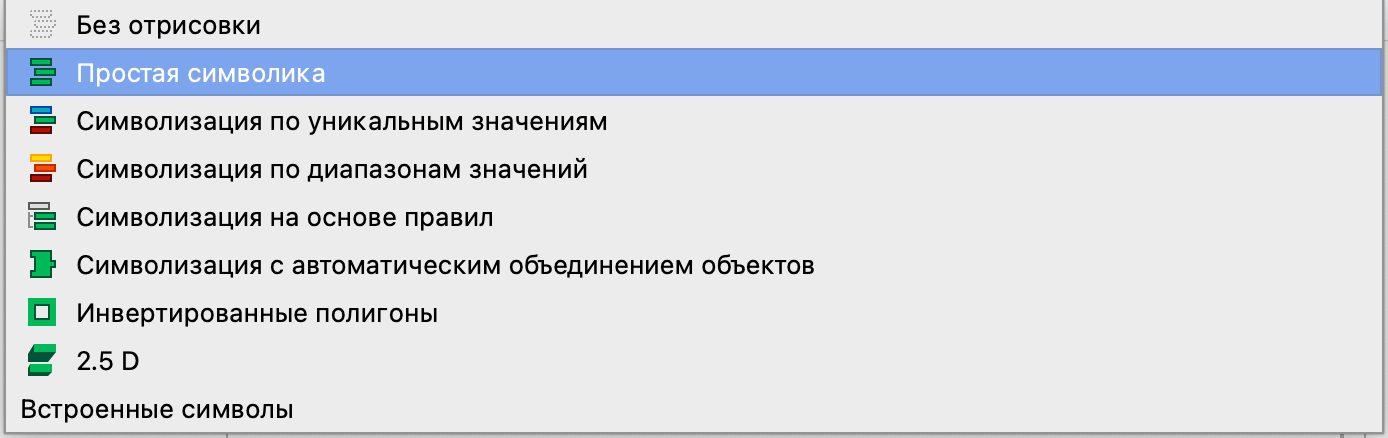 Без отрисовки
Простая символика
Символизация по уникальным значениям
Символизация по диапазонам значений
Символизация на основе правил
Символизация с автоматическим объединением объектов
Инвертированные полигоны
2.5 D
Встроенные символы